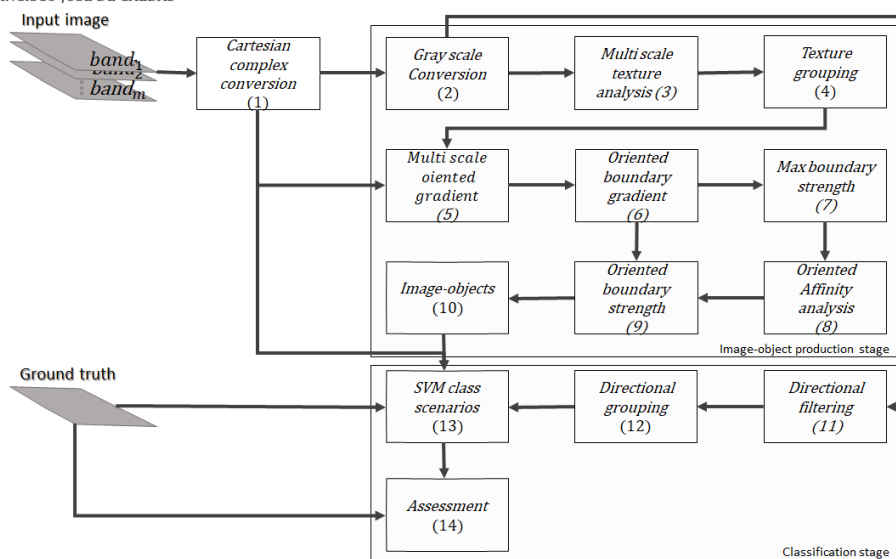 Input image
band1
band2
bandm
Cartesian
complex
conversion
(1)
Gray scale
Conversion
(2)
Multi scale
texture
analysis (3)
Texture
grouping
(4)
Multi scale
oiented
gradient
(5)
Oriented
boundary
gradient
(6)
Max boundary
strength
(7)
Image-objects
(10)
Oriented
boundary
strength
(9)
Oriented
Affinity
analysis
(8)
Image-object production stage
Ground truth
SVM class
scenarios
(13)
Directional
grouping
(12)
Directional
filtering
(11)
Assessment
(14)
Classification stage